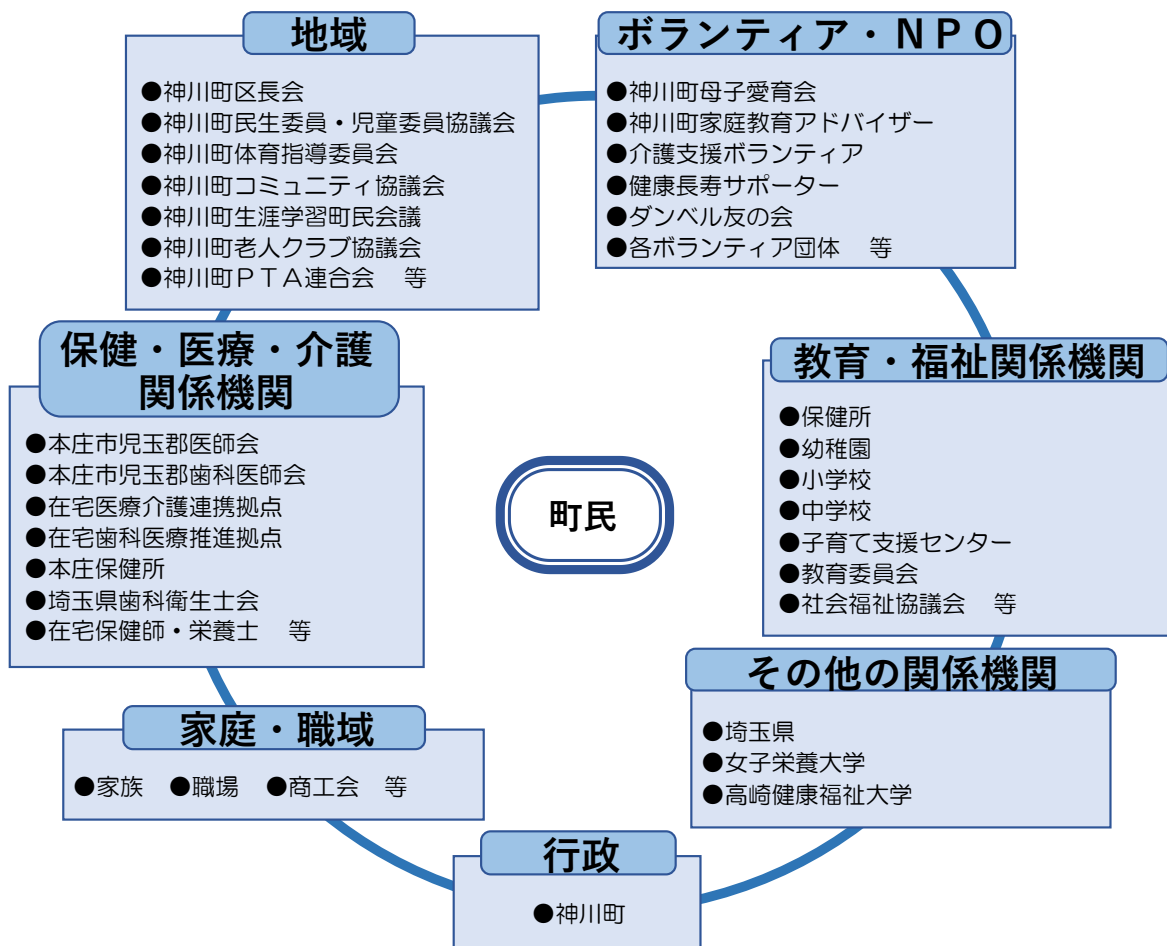 地域
●神川町区長会
●神川町民生委員・児童委員協議会
●神川町体育指導委員会
●神川町コミュニティ協議会
●神川町生涯学習町民会議
●神川町老人クラブ協議会
●神川町ＰＴＡ連合会　等
ボランティア・ＮＰＯ
●神川町母子愛育会
●神川町家庭教育アドバイザー
●介護支援ボランティア
●健康長寿サポーター
●ダンベル友の会
●各ボランティア団体　等
保健・医療・介護
関係機関
●本庄市児玉郡医師会
●本庄市児玉郡歯科医師会
●在宅医療介護連携拠点
●在宅歯科医療推進拠点
●本庄保健所
●埼玉県歯科衛生士会
●在宅保健師・栄養士　等
町民
教育・福祉関係機関
●保健所
●幼稚園
●小学校
●中学校
●子育て支援センター
●教育委員会
●社会福祉協議会　等
家庭・職域
●家族　●職場　●商工会　等
その他の関係機関
●埼玉県
●女子栄養大学
●高崎健康福祉大学
行政
●神川町